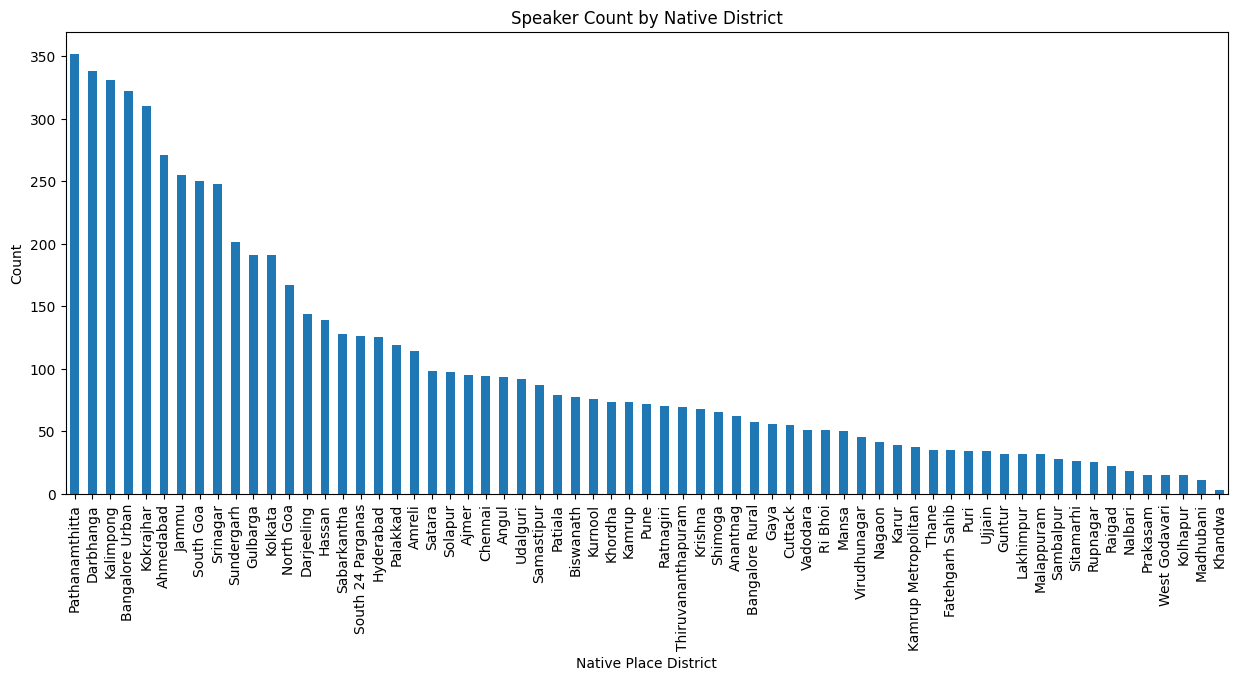 Speaker Count by Native District
350
300
250
200
150
100
50
0
Count
Pathanamthitta
Darbhanga
Kalimpong
Bangalore Urban
Kokrajhar
Ahmedabad
Jammu
South Goa
Srinagar
Sundergarh
Gulbarga
Kolkata
North Goa
Darjeeling
Hassan
Sabarkantha
South 24 Parganas
Hyderabad
Palakkad
Amreli
Satara
Solapur
Ajmer
Chennai
Angul
Udalguri
Samastipur
Patiala
Biswanath
Kurnool
Khordha
Kamrup
Pune
Ratnagiri
Thiruvananthapuram
Krishna
Shimoga
Anantnag
Bangalore Rural
Gaya
Cuttack
Vadodara
Ri Bhoi
Mansa
Virudhunagar
Nagaon
Karur
Kamrup Metropolitan
Thane
Fatehgarh Sahib
Puri
Ujjain
Guntur
Lakhimpur
Malappuram
Sambalpur
Sitamarhi
Rupnagar
Raigad
Nalbari
Prakasam
West Godavari
Kolhapur
Madhubani
Khandwa
Native Place District